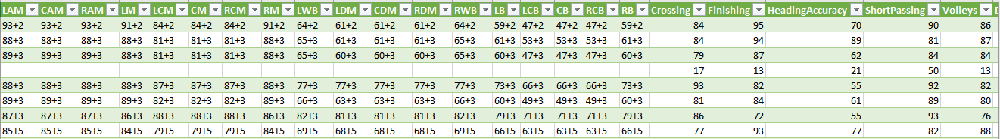 LAM CAM RAM LM LCM CM RCM RM LWB LDM CDM RDM RWB LB LCB CB RCB RB Crossing Finishing HeadingAccuracy ShortPassing Volleys D
93+2 93+2 93+2 91+2 84+2 84+2 84+2 91+2 64+2 61+2 61+2 61+2 64+2 59+2 47+2 47+2 47+2 59+2 84 95 70 90 86
88+3 88+3 88+3 88+3 81+3 81+3 81+3 88+3 65+3 61+3 61+3 61+3 65+3 61+3 53+3 53+3 53+3 61+3 84 94 89 81 87
89+3 89+3 89+3 88+3 81+3 81+3 81+3 88+3 65+3 60+3 60+3 60+3 65+3 60+3 47+3 47+3 47+3 60+3 79 87 62 84 84
17 13 21 50 13
88+3 88+3 88+3 88+3 87+3 87+3 87+3 88+3 77+3 77+3 77+3 77+3 77+3 73+3 66+3 66+3 66+3 73+3 93 82 55 92 82
89+3 89+3 89+3 89+3 82+3 82+3 82+3 89+3 66+3 63+3 63+3 63+3 66+3 60+3 49+3 49+3 49+3 60+3 81 84 61 89 80
87+3 87+3 87+3 86+3 88+3 88+3 88+3 86+3 82+3 81+3 81+3 81+3 82+3 79+3 71+3 71+3 71+3 79+3 86 72 55 93 76
85+5 85+5 85+5 84+5 79+5 79+5 79+5 84+5 69+5 68+5 68+5 68+5 69+5 66+5 63+5 63+5 63+5 66+5 77 93 77 82 88